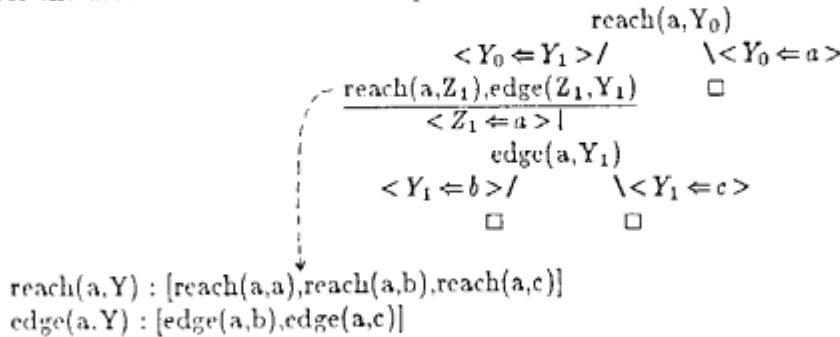 reach(a,Y₀)
<Y₀⇐Y₁>/ \<Y₀⇐a>
reach(a,Z₁),edge(Z₁,Y₁) □
<Z₁⇐a>|
edge(a,Y₁)
<Y₁⇐b>/ \<Y₁⇐c>
□ □
reach(a,Y) : [reach(a,a),reach(a,b),reach(a,c)]
edge(a.Y) : [edge(a,b),edge(a,c)]